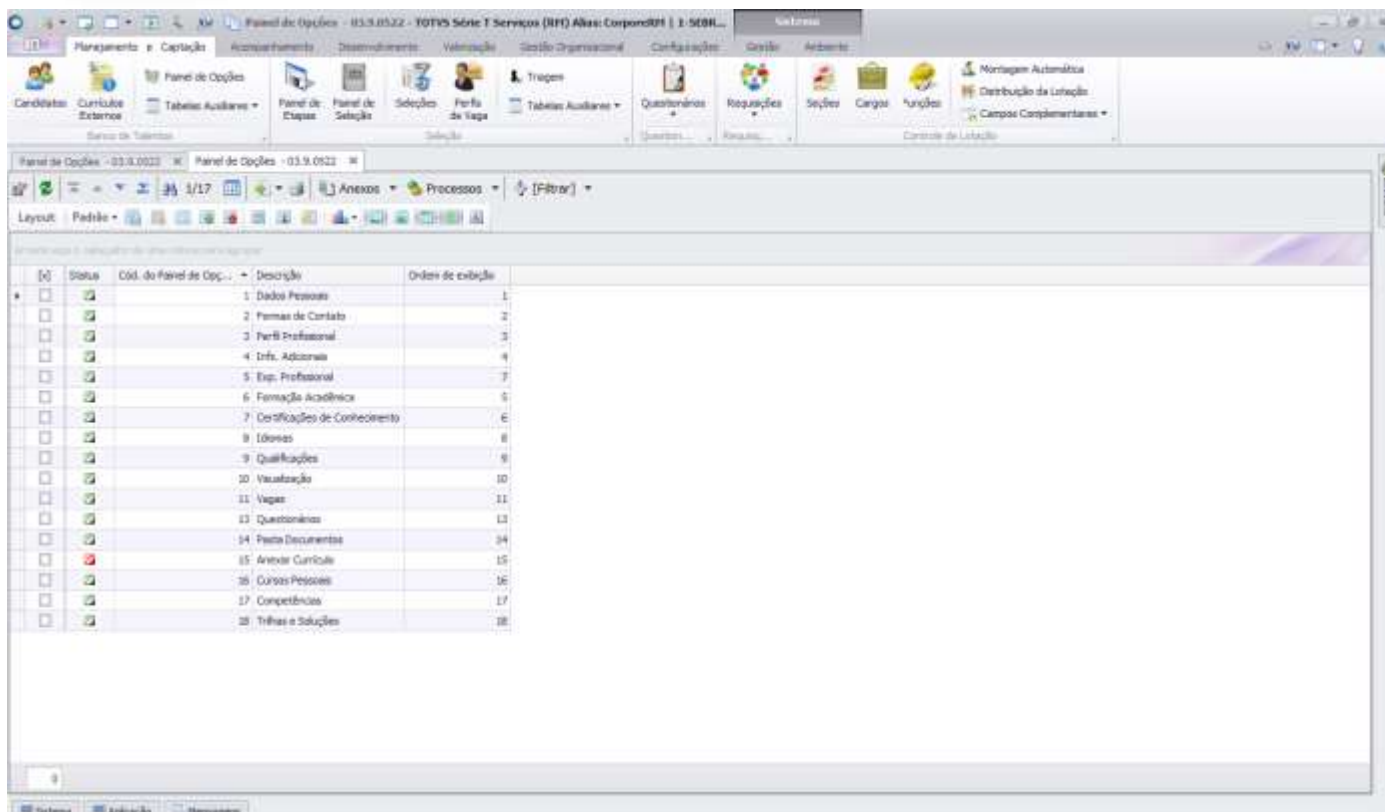 Painel de Opções - 03.9.0522 - TOTVS Série T Serviços (RM) Alias: CorporeRM | 1-SEBR...
Sistema
Planejamento e Captação Acompanhamento Desenvolvimento Valorização Gestão Organizacional Configurações Gestão Ambiente
Candidatos
Currículos Externos
Painel de Opções
Tabelas Auxiliares
Painel de Etapas
Painel de Seleção
Seleções
Perfis de Vaga
Triagem
Tabelas Auxiliares
Questionários
Requisições
Seções
Cargos
Funções
Montagem Automática
Distribuição da Lotação
Campos Complementares
Banco de Talentos Seleção Question... Requisiç... Controle de Lotação
Painel de Opções - 03.9.0522 Painel de Opções - 03.9.0522
1/17 Anexos Processos [Filtrar]
Layout Padrão
[x] Status Cód. do Painel de Opç... Descrição Ordem de exibição
1 Dados Pessoais 1
2 Formas de Contato 2
3 Perfil Profissional 3
4 Info. Adicionais 4
5 Exp. Profissional 7
6 Formação Acadêmica 5
7 Certificações de Conhecimento 6
8 Idiomas 8
9 Qualificações 9
10 Visualização 10
11 Vagas 11
13 Questionários 13
14 Pasta Documentos 14
15 Anexar Currículo 15
16 Cursos Pessoais 16
17 Competências 17
18 Trilhas e Soluções 18
0
Sistema Aplicação Mensagens